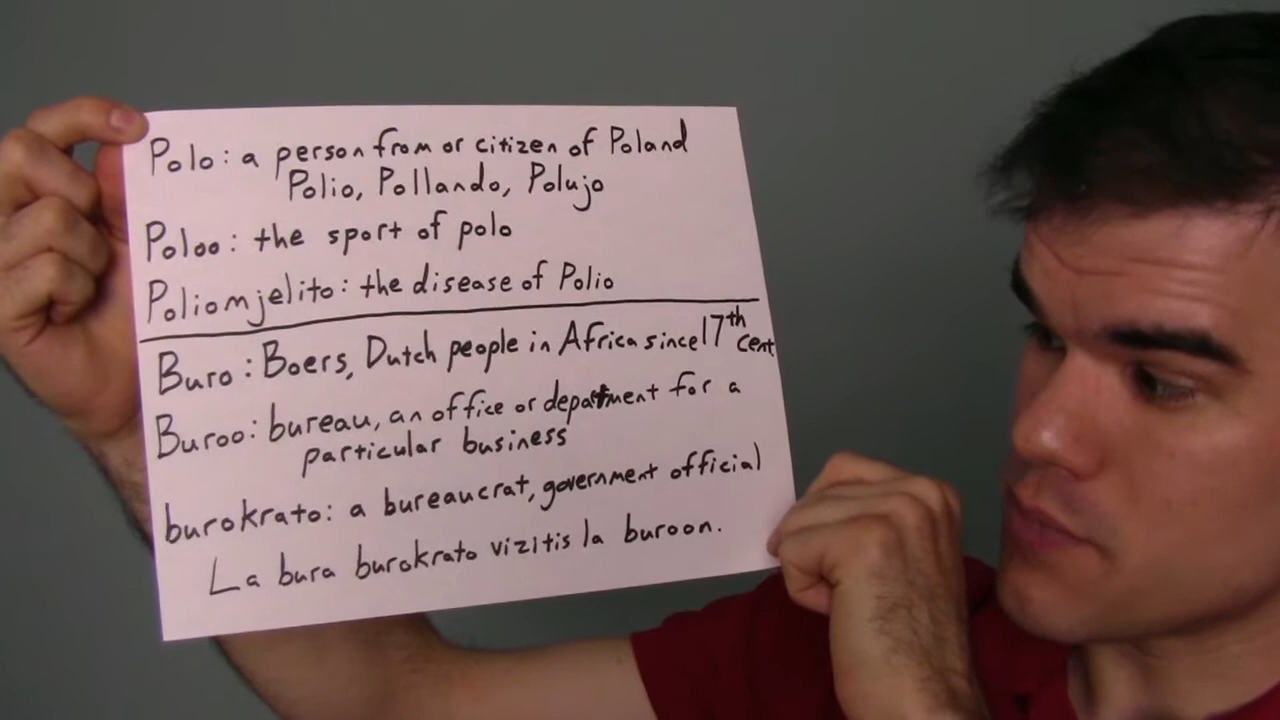 Polo: a person from or citizen of Poland
Polio, Pollando, Polujo
Poloo: the sport of polo
Poliomjelito: the disease of Polio
Buro: Boers, Dutch people in Africa since 17th cent
Buroo: bureau, an office or department for a
particular business
burokrato: a bureaucrat, government official
La bura burokrato vizitis la buroon.